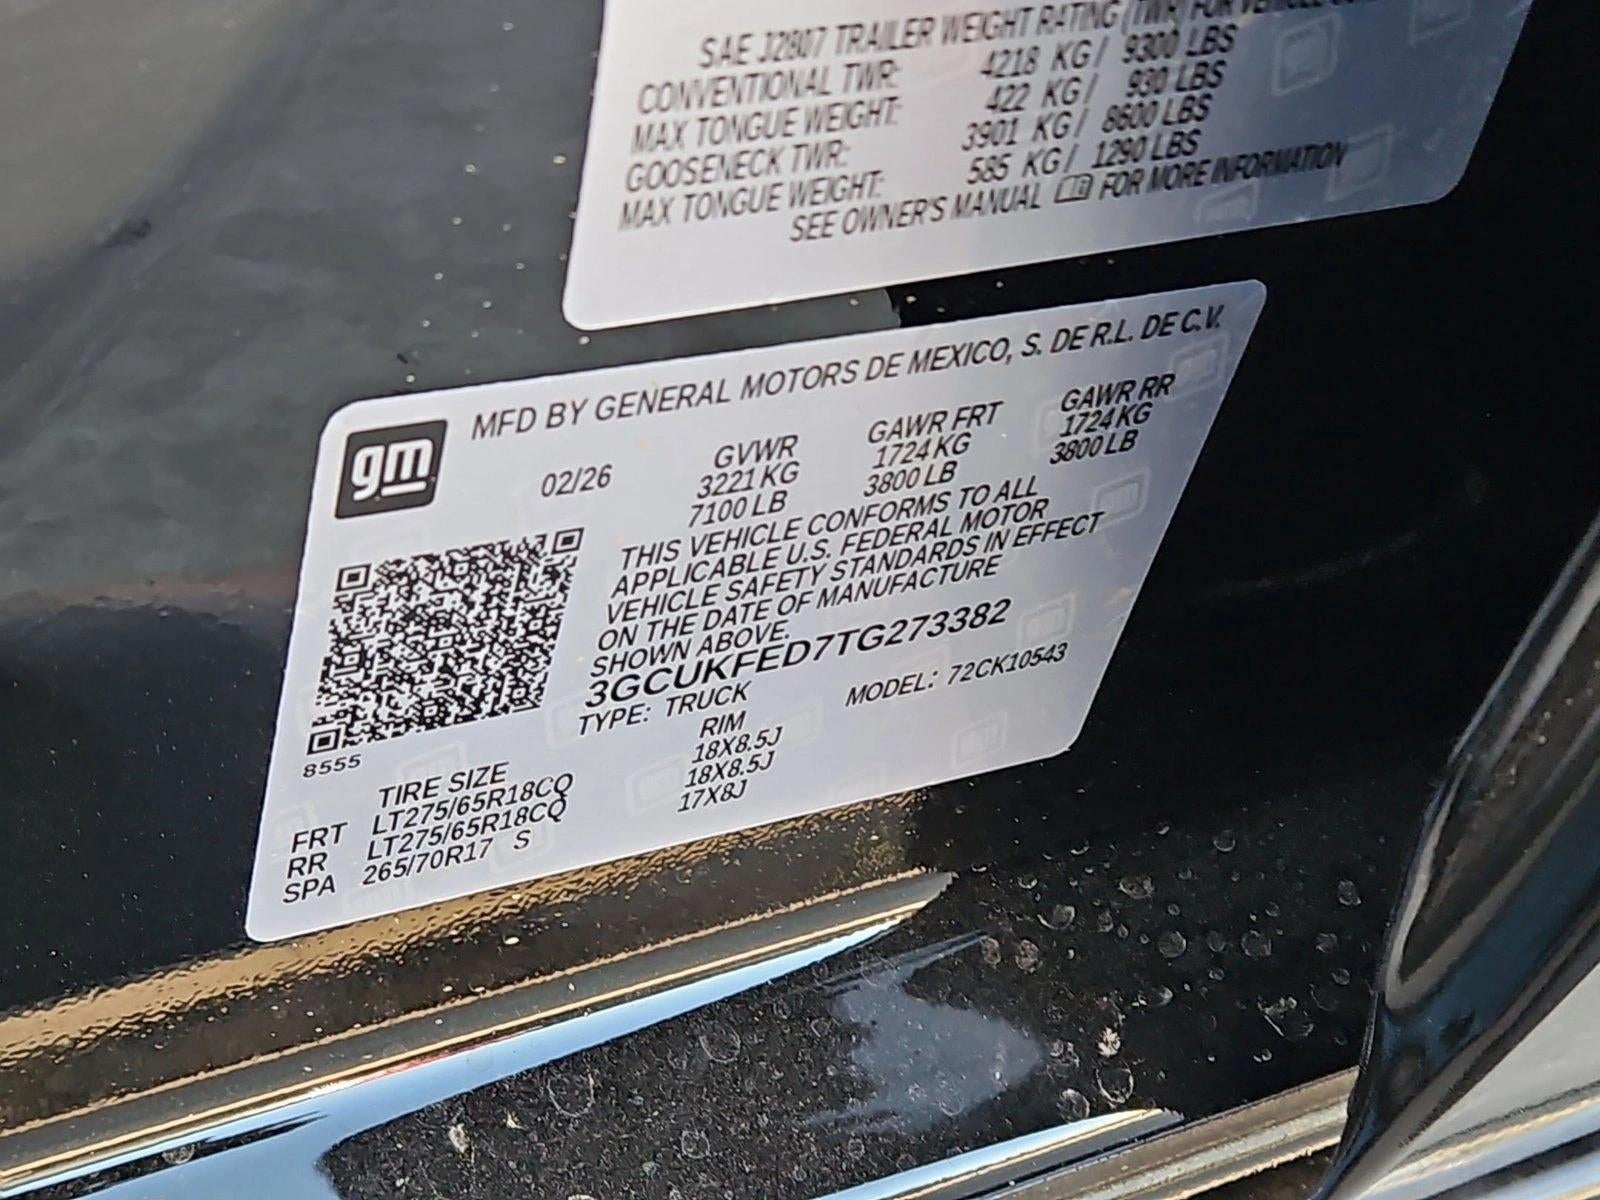 SAE J2807 TRAILER WEIGHT RATING (TWR) FOR VEHICLE
CONVENTIONAL TWR: 4218 KG/ 9300 LBS
MAX TONGUE WEIGHT: 422 KG/ 930 LBS
GOOSENECK TWR: 3901 KG/ 8600 LBS
MAX TONGUE WEIGHT: 585 KG/ 1290 LBS
SEE OWNER'S MANUAL FOR MORE INFORMATION
gm
MFD BY GENERAL MOTORS DE MEXICO, S. DE R.L. DE C.V.
02/26
GVWR GAWR FRT GAWR RR
3221 KG 1724 KG 1724 KG
7100 LB 3800 LB 3800 LB
THIS VEHICLE CONFORMS TO ALL
APPLICABLE U.S. FEDERAL MOTOR
VEHICLE SAFETY STANDARDS IN EFFECT
ON THE DATE OF MANUFACTURE
SHOWN ABOVE.
3GCUKFED7TG273382
TYPE: TRUCK MODEL: 72CK10543
8555
TIRE SIZE RIM
FRT LT275/65R18CQ 18X8.5J
RR LT275/65R18CQ 18X8.5J
SPA 265/70R17 S 17X8J